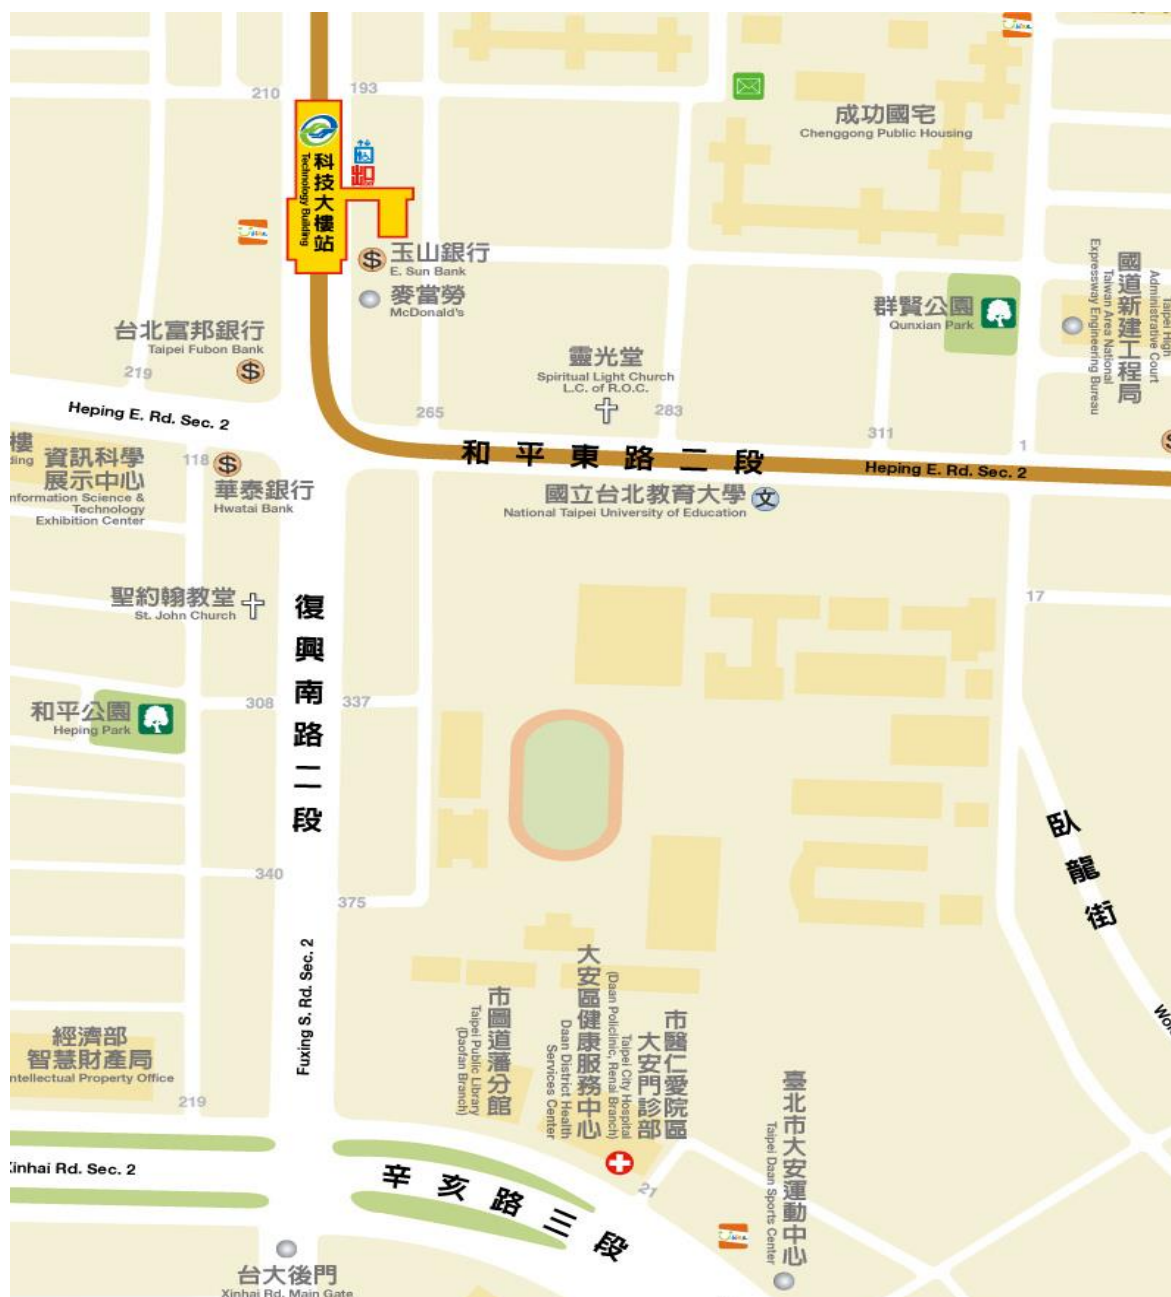 210
193
成功國宅
Chenggong Public Housing
科技大樓站
Technology Building
出口
玉山銀行
E. Sun Bank
麥當勞
McDonald's
國道新建工程局
Taiwan Area National
Expressway Engineering Bureau
Taipei High
Administrative Court
群賢公園
Qunxian Park
台北富邦銀行
Taipei Fubon Bank
219
靈光堂
Spiritual Light Church
L.C. of R.O.C.
Heping E. Rd. Sec. 2
265
283
311
1
和平東路二段
Heping E. Rd. Sec. 2
樓
ding
資訊科學
展示中心
nformation Science &
Technology
Exhibition Center
118
華泰銀行
Hwatai Bank
國立台北教育大學
National Taipei University of Education
文
聖約翰教堂
St. John Church
17
復興南路二段
和平公園
Heping Park
308
337
臥龍街
340
375
Fuxing S. Rd. Sec. 2
市圖道藩分館
Taipei Public Library
(Daofan Branch)
大安區健康服務中心
Daan District Health
Services Center
市醫仁愛院區
大安門診部
Taipei City Hospital
(Daan Policlinic, Renai Branch)
Wol
經濟部
智慧財產局
ntellectual Property Office
219
臺北市大安運動中心
Taipei Daan Sports Center
Xinhai Rd. Sec. 2
辛亥路三段
21
台大後門
Xinhai Rd. Main Gate